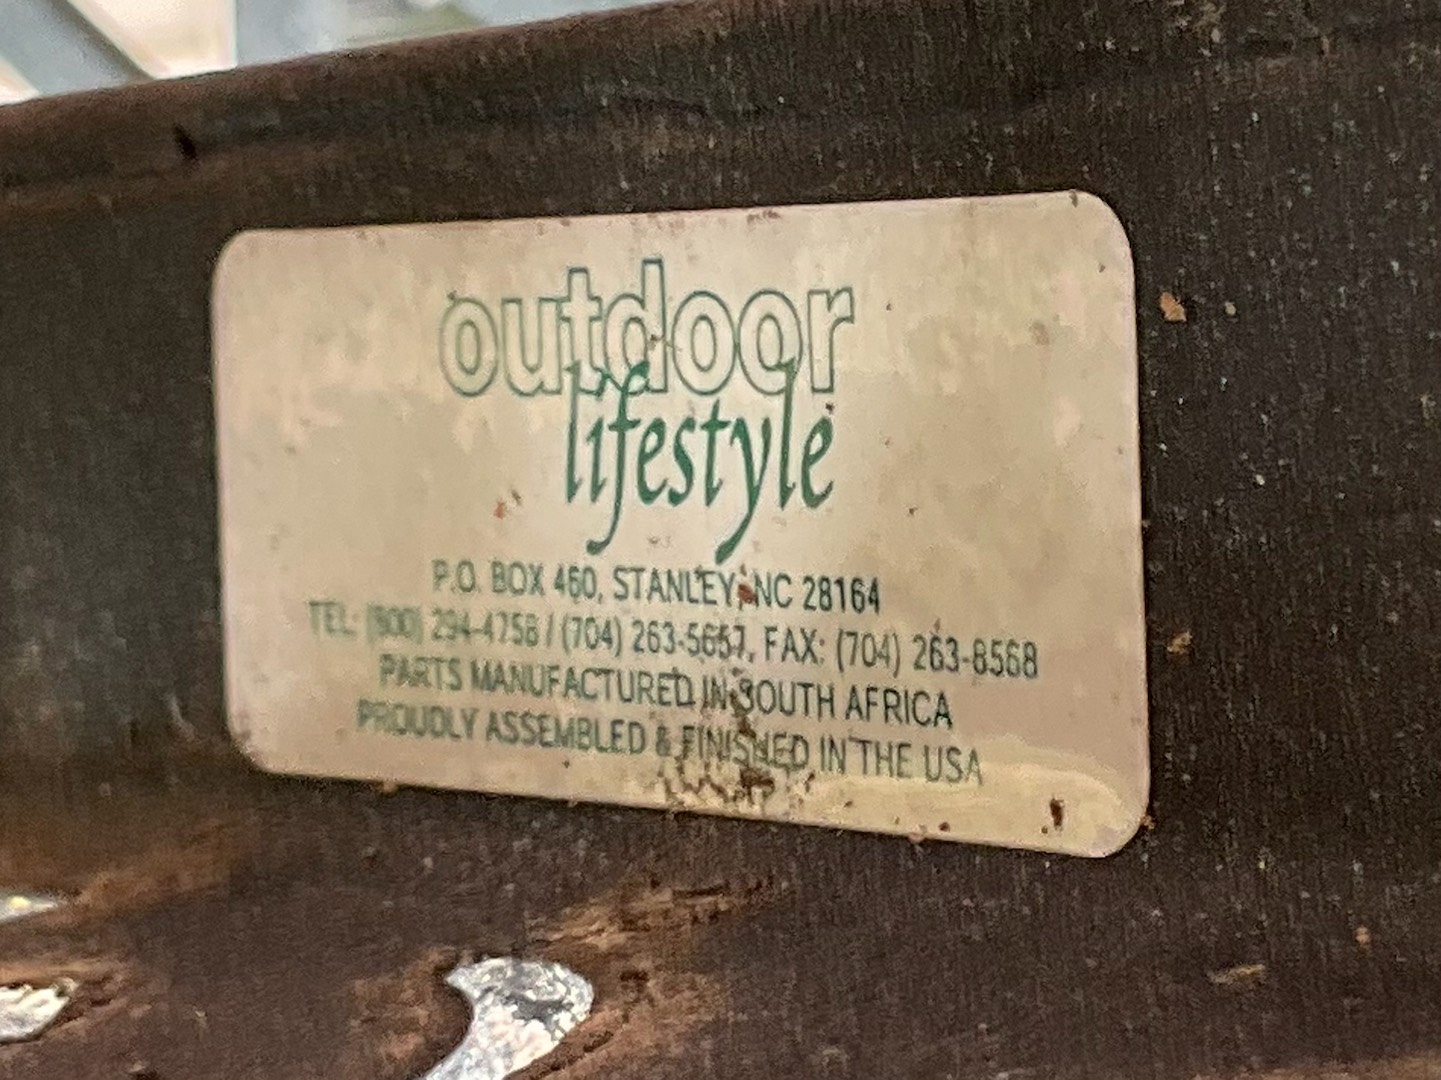 outdoor
lifestyle
P.O. BOX 460, STANLEY, NC 28164
TEL: (800) 294-4758 / (704) 263-5657, FAX: (704) 263-8568
PARTS MANUFACTURED IN SOUTH AFRICA
PROUDLY ASSEMBLED & FINISHED IN THE USA